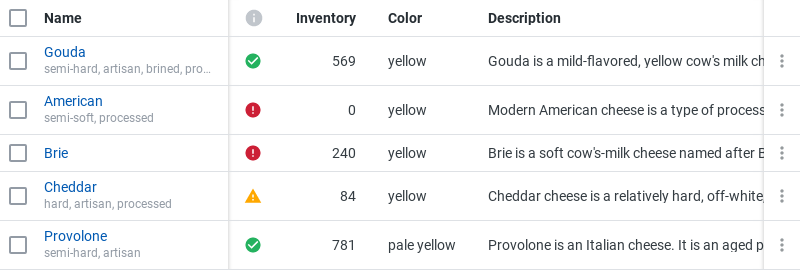 Name Inventory Color Description
Gouda 569 yellow Gouda is a mild-flavored, yellow cow's milk ch
semi-hard, artisan, brined, pro...
American 0 yellow Modern American cheese is a type of process
semi-soft, processed
Brie 240 yellow Brie is a soft cow's-milk cheese named after B
Cheddar 84 yellow Cheddar cheese is a relatively hard, off-white,
hard, artisan, processed
Provolone 781 pale yellow Provolone is an Italian cheese. It is an aged p
semi-hard, artisan